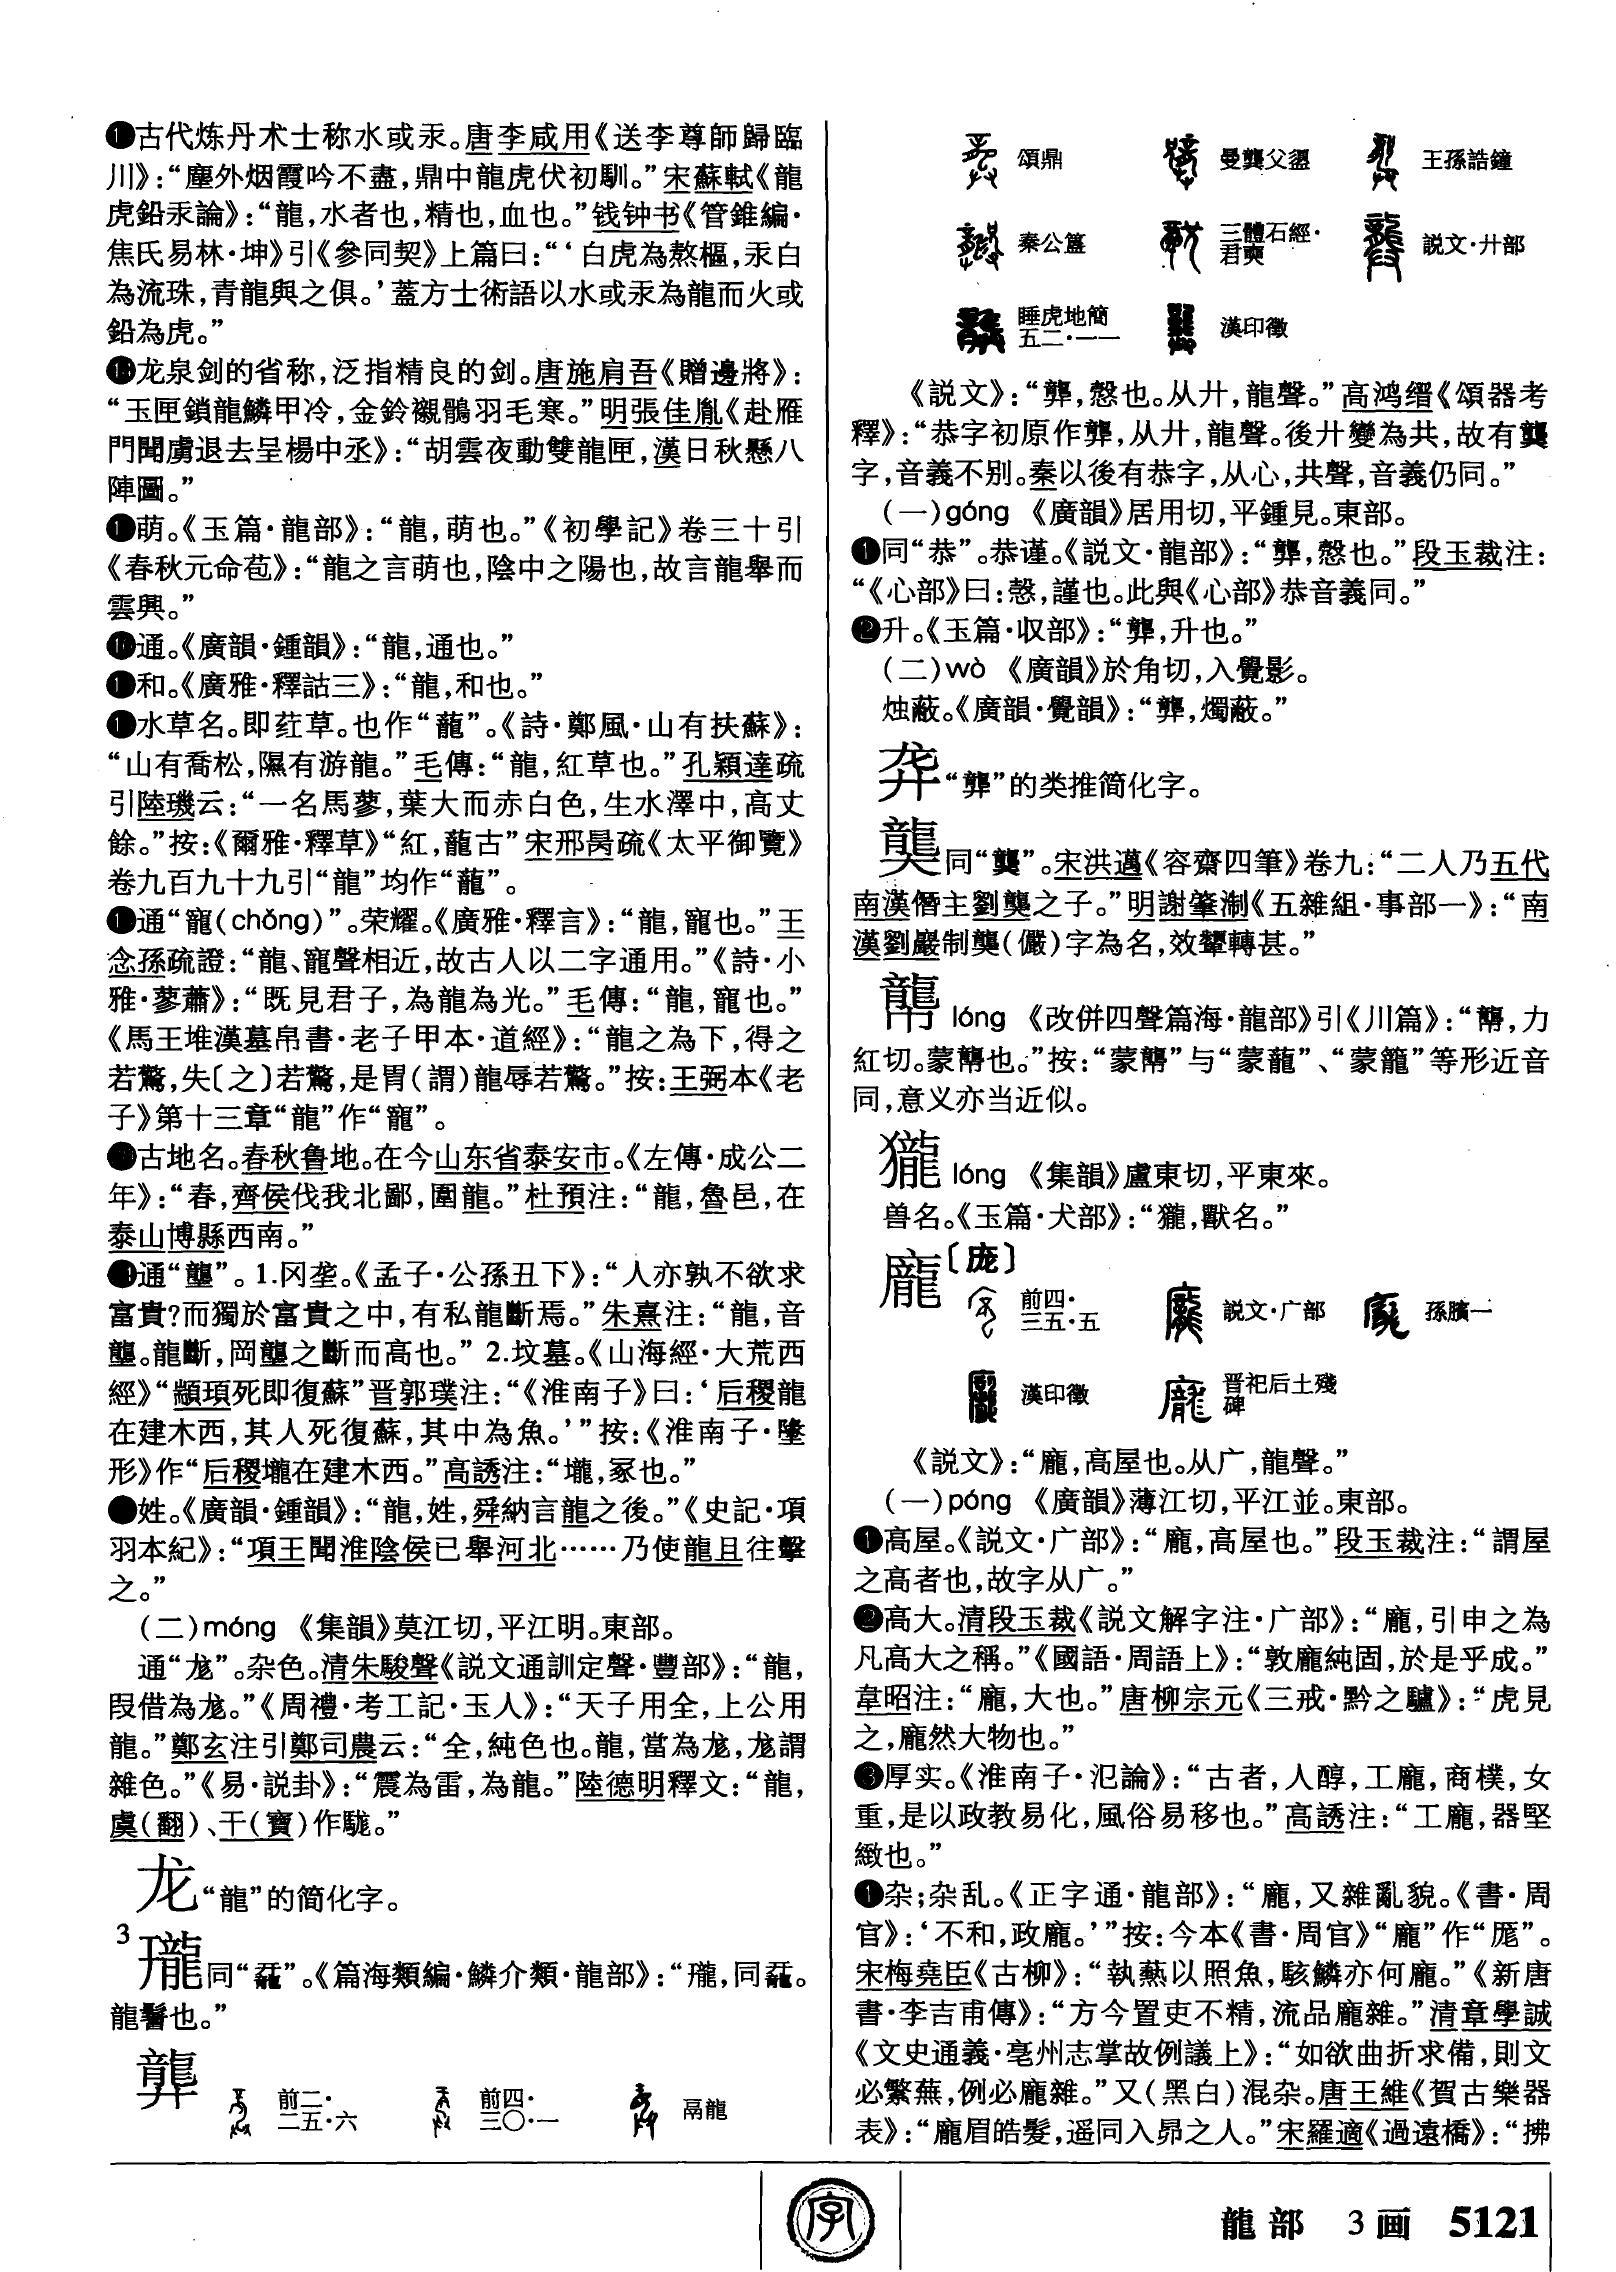 古代炼丹术士称水或汞。唐李咸用《送李尊師歸臨
川》：“塵外烟霞吟不盡，鼎中龍虎伏初馴。”宋蘇軾《龍
虎鉛汞論》：“龍，水者也，精也，血也。”钱钟书《管錐編·
焦氏易林·坤》引《參同契》上篇曰：“‘白虎為熬樞，汞白
為流珠，青龍與之俱。’蓋方士術語以水或汞為龍而火或
鉛為虎。”
龙泉剑的省称，泛指精良的剑。唐施肩吾《贈邊將》：
“玉匣鎖龍鱗甲冷，金鈴襯鶻羽毛寒。”明張佳胤《赴雁
門聞虜退去呈楊中丞》：“胡雲夜動雙龍匣，漢日秋懸八
陣圖。”
萌。《玉篇·龍部》：“龍，萌也。”《初學記》卷三十引
《春秋元命苞》：“龍之言萌也，陰中之陽也，故言龍舉而
雲興。”
通。《廣韻·鍾韻》：“龍，通也。”
和。《廣雅·釋詁三》：“龍，和也。”
水草名。即荭草。也作“蘢”。《詩·鄭風·山有扶蘇》：
“山有喬松，隰有游龍。”毛傳：“龍，紅草也。”孔穎達疏
引陸璣云：“一名馬蓼，葉大而赤白色，生水澤中，高丈
餘。”按：《爾雅·釋草》“紅，蘢古”宋邢昺疏《太平御覽》
卷九百九十九引“龍”均作“蘢”。
通“寵（chǒng）”。荣耀。《廣雅·釋言》：“龍，寵也。”王
念孫疏證：“龍、寵聲相近，故古人以二字通用。”《詩·小
雅·蓼蕭》：“既見君子，為龍為光。”毛傳：“龍，寵也。”
《馬王堆漢墓帛書·老子甲本·道經》：“龍之為下，得之
若驚，失〔之〕若驚，是胃（謂）龍辱若驚。”按：王弼本《老
子》第十三章“龍”作“寵”。
古地名。春秋鲁地。在今山东省泰安市。《左傳·成公二
年》：“春，齊侯伐我北鄙，圍龍。”杜預注：“龍，魯邑，在
泰山博縣西南。”
通“壟”。1.冈垄。《孟子·公孫丑下》：“人亦孰不欲求
富貴？而獨於富貴之中，有私龍斷焉。”朱熹注：“龍，音
壟。龍斷，岡壟之斷而高也。”2.坟墓。《山海經·大荒西
經》“顓頊死即復蘇”晋郭璞注：“《淮南子》曰：‘后稷龍
在建木西，其人死復蘇，其中為魚。’”按：《淮南子·墬
形》作“后稷壠在建木西。”高誘注：“壠，冢也。”
姓。《廣韻·鍾韻》：“龍，姓，舜納言龍之後。”《史記·項
羽本紀》：“項王聞淮陰侯已舉河北……乃使龍且往擊
之。”
（二）móng 《集韻》莫江切，平江明。東部。
通“尨”。杂色。清朱駿聲《説文通訓定聲·豐部》：“龍，
叚借為尨。”《周禮·考工記·玉人》：“天子用全，上公用
龍。”鄭玄注引鄭司農云：“全，純色也。龍，當為尨，尨謂
雜色。”《易·説卦》：“震為雷，為龍。”陸德明釋文：“龍，
虞（翻）、干（寶）作駹。”
龙“龍”的简化字。
3
同“”。《篇海類編·鱗介類·龍部》：“，同。
龍鬐也。”
龏 前二·二五·六 前四·三〇·一 鬲龍
頌鼎 曼龏父盨 王孫誥鐘
秦公簋 三體石經·君奭 説文·廾部
睡虎地簡五二·一一 漢印徵
《説文》：“龏，愨也。从廾，龍聲。”高鸿缙《頌器考
釋》：“恭字初原作龏，从廾，龍聲。後廾變為共，故有龔
字，音義不别。秦以後有恭字，从心，共聲，音義仍同。”
（一）gōng 《廣韻》居用切，平鍾見。東部。
❶同“恭”。恭谨。《説文·龍部》：“龏，愨也。”段玉裁注：
“《心部》曰：愨，謹也。此與《心部》恭音義同。”
❷升。《玉篇·収部》：“龏，升也。”
（二）wò 《廣韻》於角切，入覺影。
烛蔽。《廣韻·覺韻》：“龏，燭蔽。”
“龏”的类推简化字。
䶮同“龑”。宋洪邁《容齋四筆》卷九：“二人乃五代
南漢僭主劉龑之子。”明謝肇淛《五雜組·事部一》：“南
漢劉巖制龑（儼）字為名，效顰轉甚。”
lóng 《改併四聲篇海·龍部》引《川篇》：“，力
紅切。蒙也。”按：“蒙”与“蒙蘢”、“蒙籠”等形近音
同，意义亦当近似。
㺣 lóng 《集韻》盧東切，平東來。
兽名。《玉篇·犬部》：“㺣，獸名。”
龐〔庞〕
前四·三五·五 説文·广部 孫臏一
漢印徵 晋祀后土殘碑
《説文》：“龐，高屋也。从广，龍聲。”
（一）páng 《廣韻》薄江切，平江並。東部。
❶高屋。《説文·广部》：“龐，高屋也。”段玉裁注：“謂屋
之高者也，故字从广。”
❷高大。清段玉裁《説文解字注·广部》：“龐，引申之為
凡高大之稱。”《國語·周語上》：“敦龐純固，於是乎成。”
韋昭注：“龐，大也。”唐柳宗元《三戒·黔之驢》：“虎見
之，龐然大物也。”
❸厚实。《淮南子·氾論》：“古者，人醇，工龐，商樸，女
重，是以政教易化，風俗易移也。”高誘注：“工龐，器堅
緻也。”
杂；杂乱。《正字通·龍部》：“龐，又雜亂貌。《書·周
官》：‘不和，政龐。’”按：今本《書·周官》“龐”作“厖”。
宋梅堯臣《古柳》：“執熱以照魚，駭鱗亦何龐。”《新唐
書·李吉甫傳》：“方今置吏不精，流品龐雜。”清章學誠
《文史通義·亳州志掌故例議上》：“如欲曲折求備，則文
必繁蕪，例必龐雜。”又（黑白）混杂。唐王維《賀古樂器
表》：“龐眉皓髮，遥同入昴之人。”宋羅適《過遠橋》：“拂
字
龍部 3画 5121